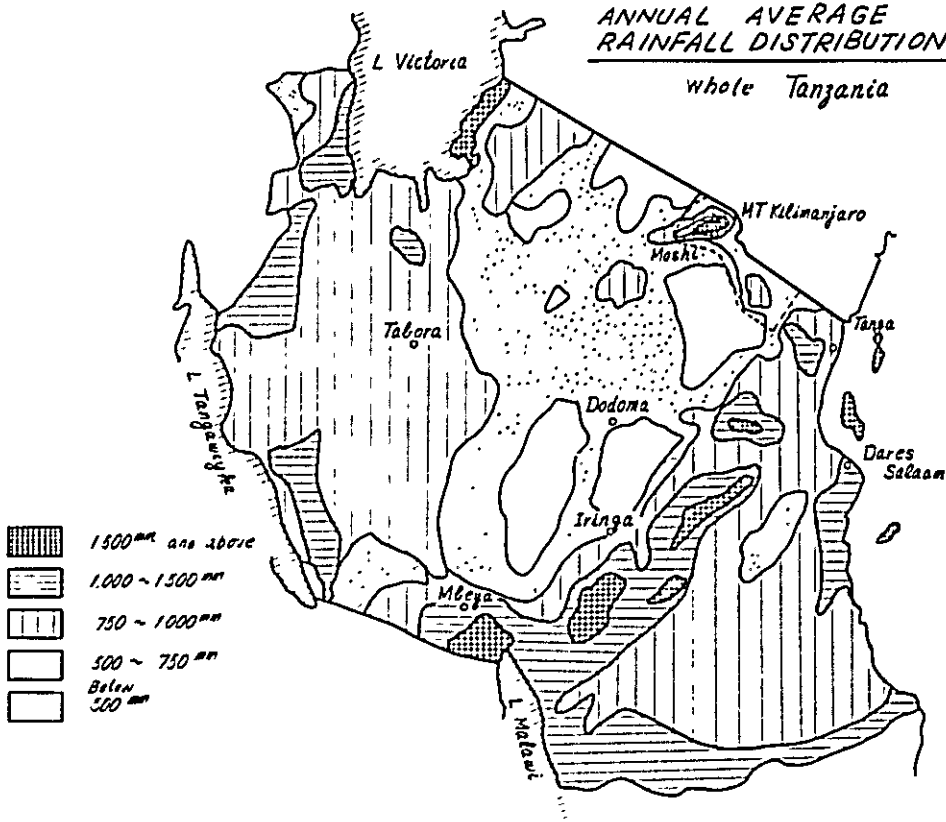 ANNUAL AVERAGE
RAINFALL DISTRIBUTION
Whole Tanzania
L Victoria
MT Kilimanjaro
Moshi
Tabora
Tanga
L Tanganyika
Dodoma
Dares
Salaam
Iringa
Mbeya
L Malawi
1500mm and above
1.000 ~ 1500mm
750 ~ 1000mm
500 ~ 750mm
Below
500mm